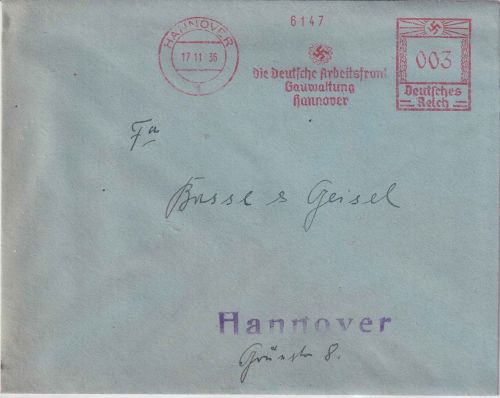 HANNOVER
17 11 36
6147
Die Deutsche Arbeitsfront
Gauwaltung
Hannover
003
Deutsches
Reich
Fa
Busse & Geisel
Hannover
Grünstr 8.